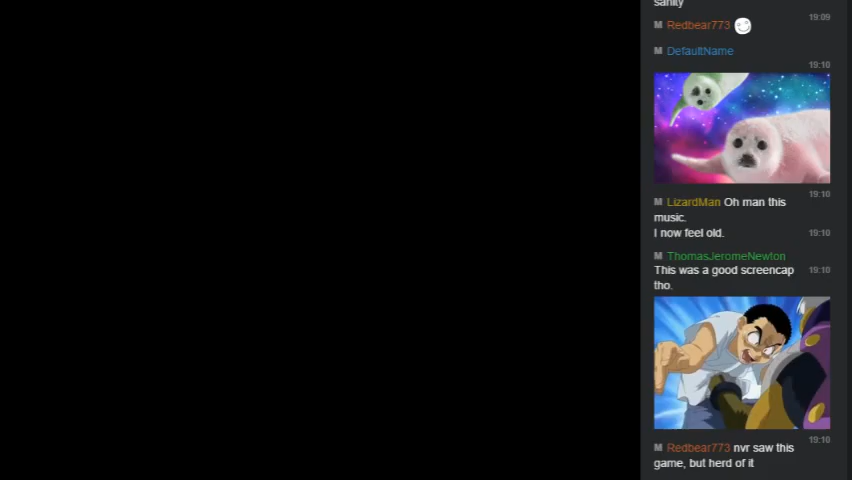 sanity
19:09
M Redbear773
M DefaultName
19:10
19:10
M LizardMan Oh man this
music.
I now feel old. 19:10
M ThomasJeromeNewton
This was a good screencap 19:10
tho.
19:10
M Redbear773 nvr saw this
game, but herd of it